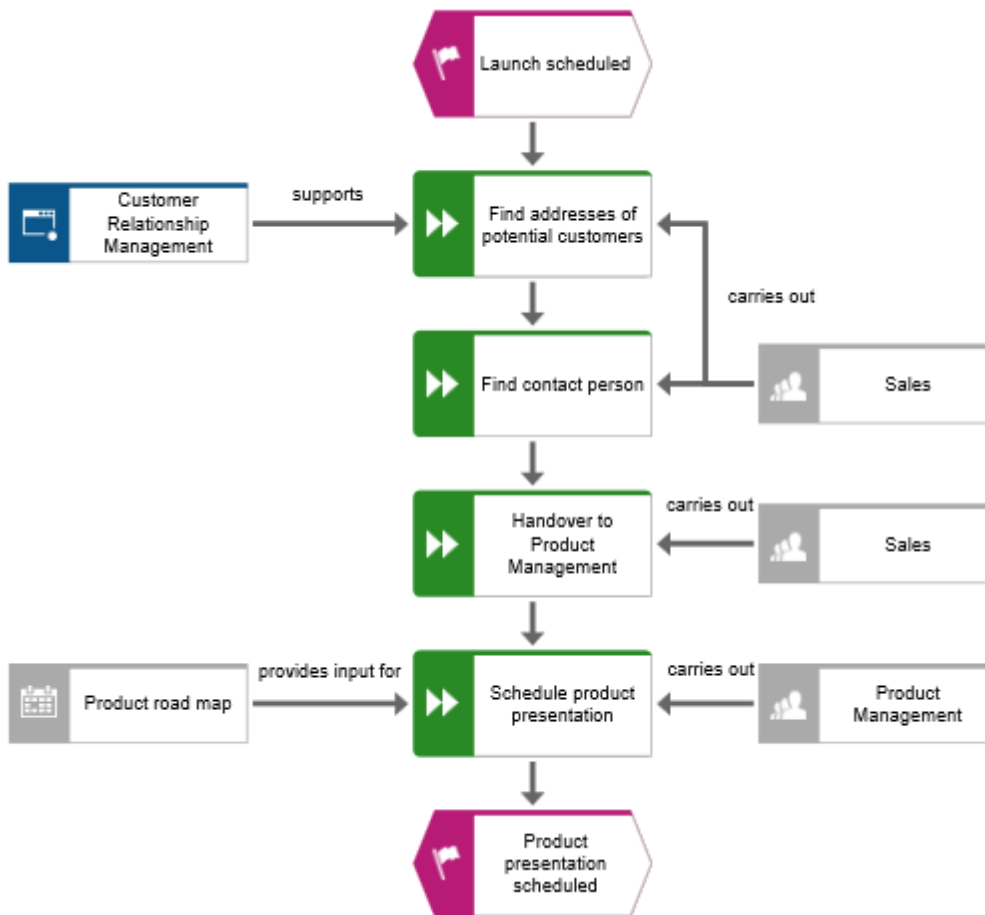 Launch scheduled
supports
Customer
Relationship
Management
Find addresses of
potential customers
carries out
Find contact person
Sales
Handover to
Product
Management
carries out
Sales
Product road map
provides input for
Schedule product
presentation
carries out
Product
Management
Product
presentation
scheduled